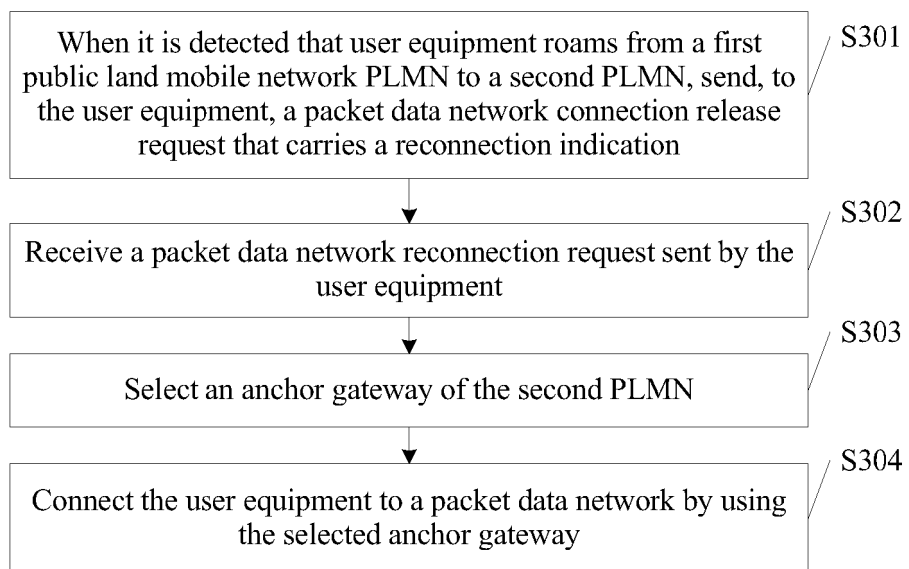 When it is detected that user equipment roams from a first
public land mobile network PLMN to a second PLMN, send, to
the user equipment, a packet data network connection release
request that carries a reconnection indication
S301
Receive a packet data network reconnection request sent by the
user equipment
S302
Select an anchor gateway of the second PLMN
S303
Connect the user equipment to a packet data network by using
the selected anchor gateway
S304